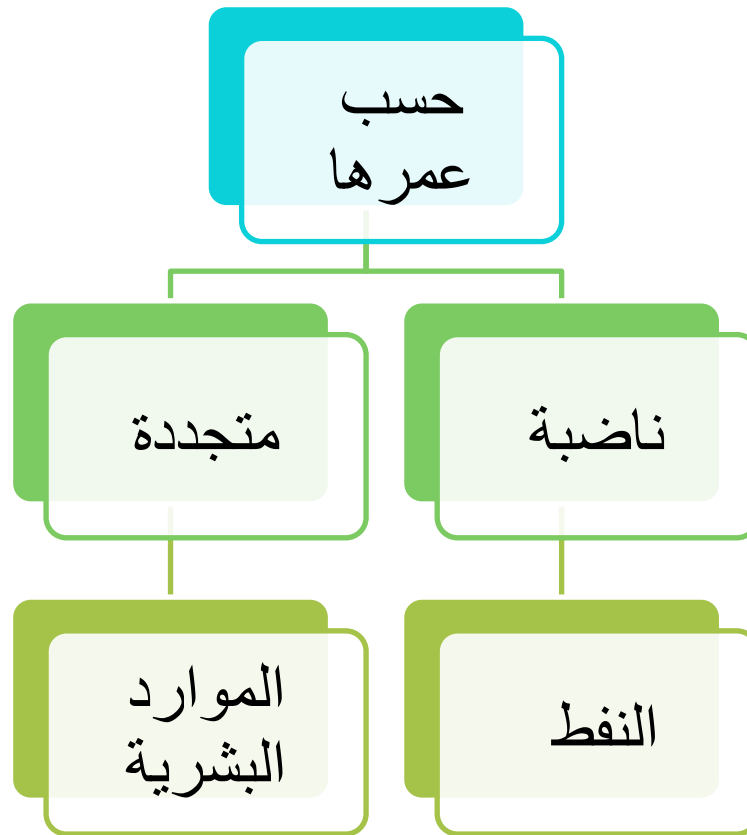 حسب
عمرها
ناضبة
متجددة
النفط
الموارد
البشرية